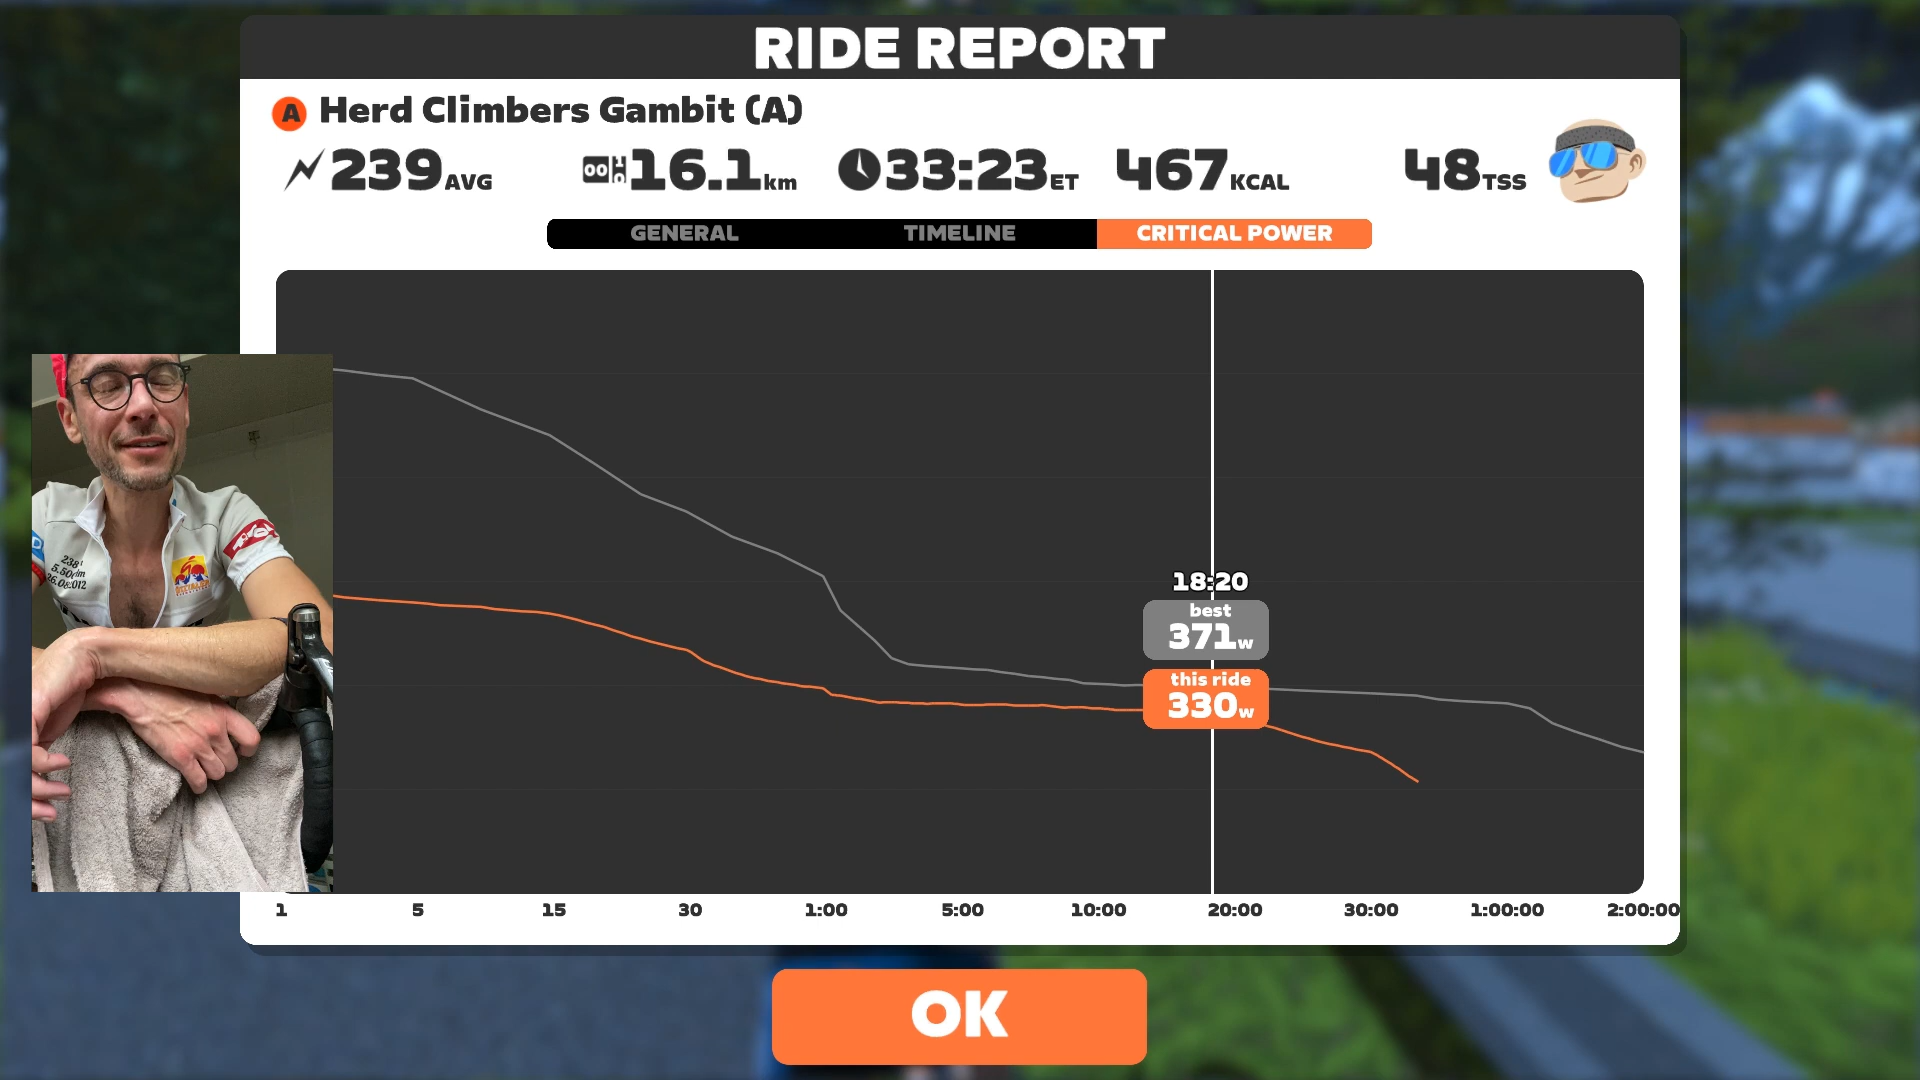 RIDE REPORT
A Herd Climbers Gambit (A)
239AVG 16.1km 33:23ET 467KCAL 48TSS
GENERAL TIMELINE CRITICAL POWER
18:20
best
371w
this ride
330w
1 5 15 30 1:00 5:00 10:00 20:00 30:00 1:00:00 2:00:00
OK